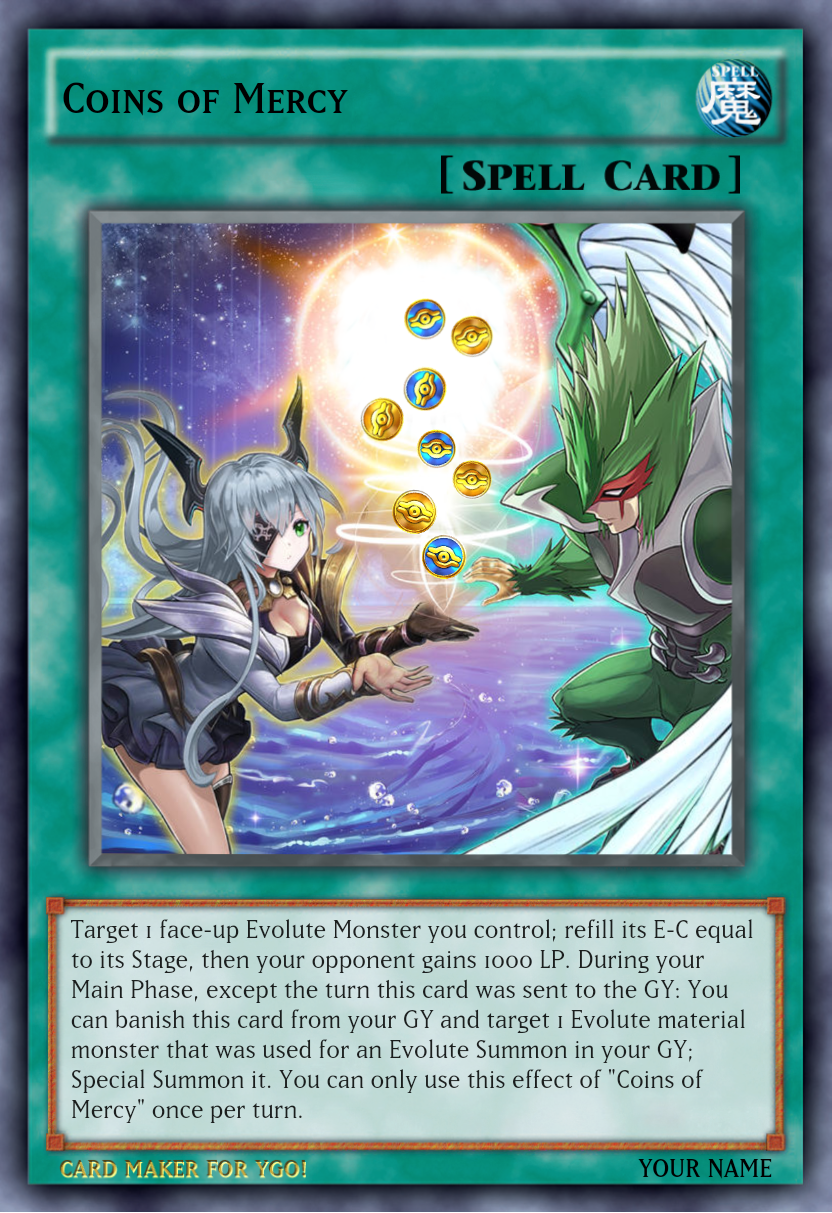 Coins of Mercy
SPELL
魔
[Spell Card]
Target 1 face-up Evolute Monster you control; refill its E-C equal
to its Stage, then your opponent gains 1000 LP. During your
Main Phase, except the turn this card was sent to the GY: You
can banish this card from your GY and target 1 Evolute material
monster that was used for an Evolute Summon in your GY;
Special Summon it. You can only use this effect of "Coins of
Mercy" once per turn.
CARD MAKER FOR YGO!
YOUR NAME